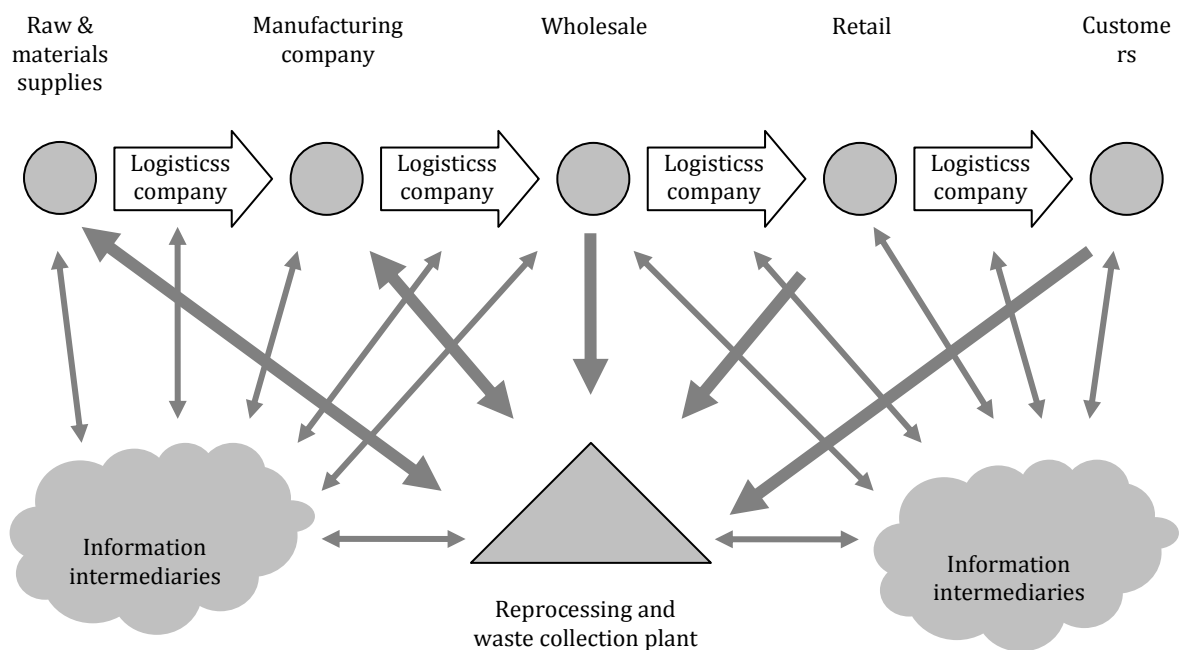 Raw &
materials
supplies
Manufacturing
company
Wholesale
Retail
Custome
rs
Logisticss
company
Logisticss
company
Logisticss
company
Logisticss
company
Information
intermediaries
Information
intermediaries
Reprocessing and
waste collection plant